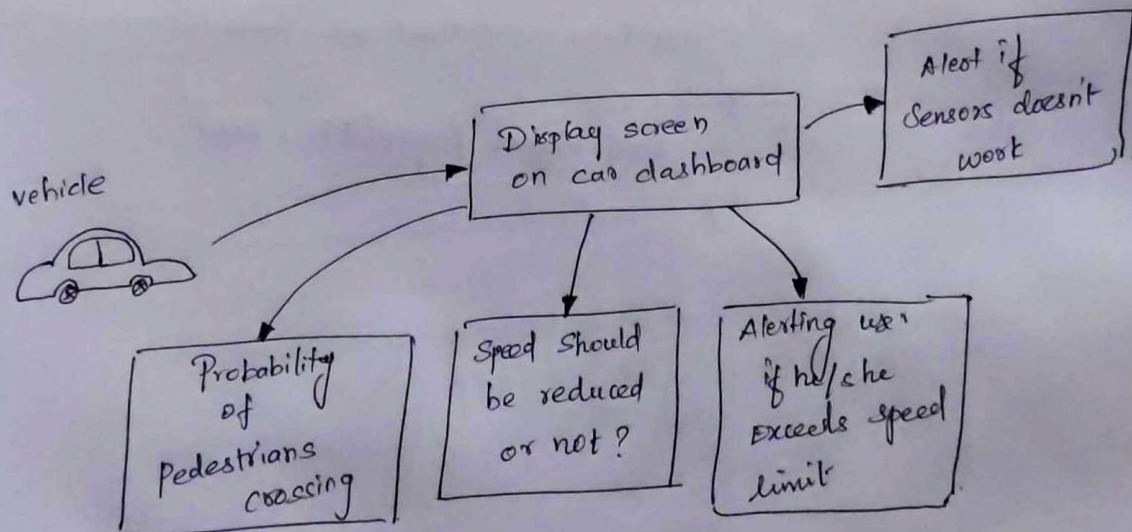 vehicle
Display screen
on car dashboard
Alert if
Sensors doesn't
work
Probability
of
Pedestrians
crossing
Speed Should
be reduced
or not?
Alerting user
if he/she
Exceeds speed
limit